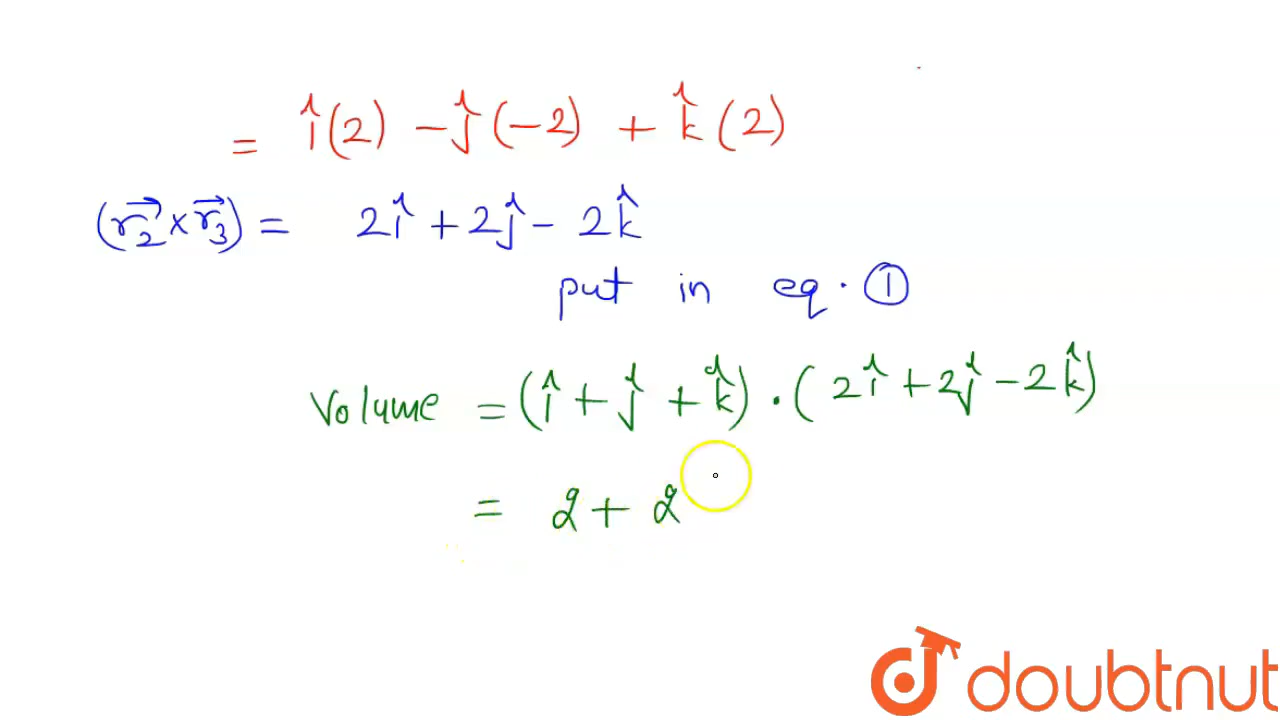 = î(2) - ĵ(-2) + k̂(2)
(r₂⃗ × r₃⃗) = 2î + 2ĵ - 2k̂
put in eq. ①
Volume = (î + ĵ + k̂) · (2î + 2ĵ - 2k̂)
= 2 + 2
doubtnut